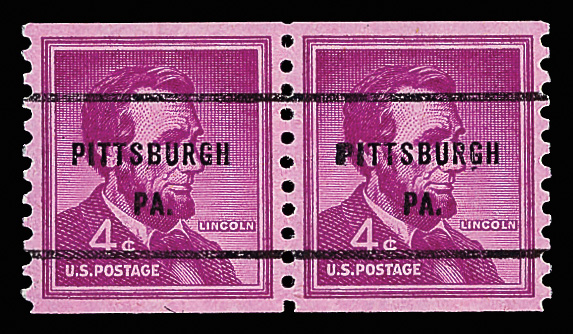 PITTSBURGH
PA.
4¢
LINCOLN
U.S. POSTAGE
PITTSBURGH
PA.
4¢
LINCOLN
U.S. POSTAGE